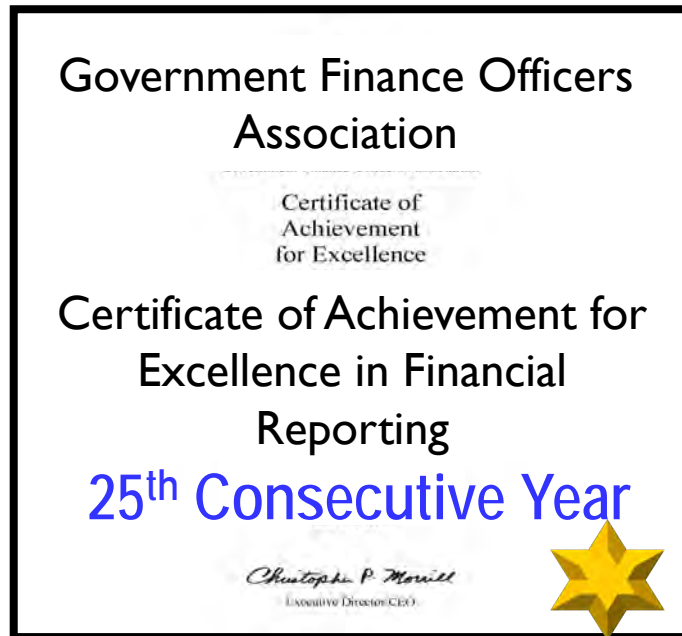 Government Finance Officers
Association
Certificate of
Achievement
for Excellence
Certificate of Achievement for
Excellence in Financial
Reporting
25th Consecutive Year
Christopher P. Morrill
Executive Director/CEO